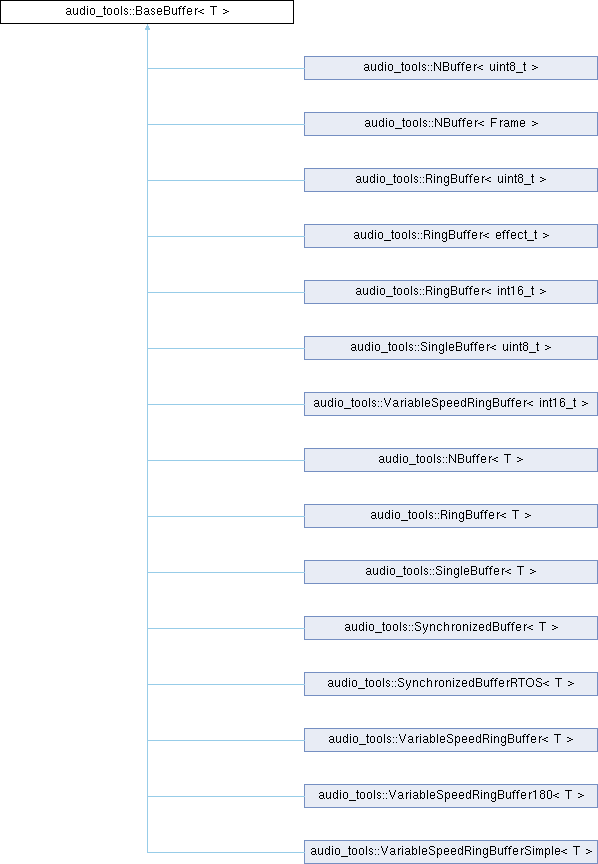 audio_tools::BaseBuffer< T >
audio_tools::NBuffer< uint8_t >
audio_tools::NBuffer< Frame >
audio_tools::RingBuffer< uint8_t >
audio_tools::RingBuffer< effect_t >
audio_tools::RingBuffer< int16_t >
audio_tools::SingleBuffer< uint8_t >
audio_tools::VariableSpeedRingBuffer< int16_t >
audio_tools::NBuffer< T >
audio_tools::RingBuffer< T >
audio_tools::SingleBuffer< T >
audio_tools::SynchronizedBuffer< T >
audio_tools::SynchronizedBufferRTOS< T >
audio_tools::VariableSpeedRingBuffer< T >
audio_tools::VariableSpeedRingBuffer180< T >
audio_tools::VariableSpeedRingBufferSimple< T >